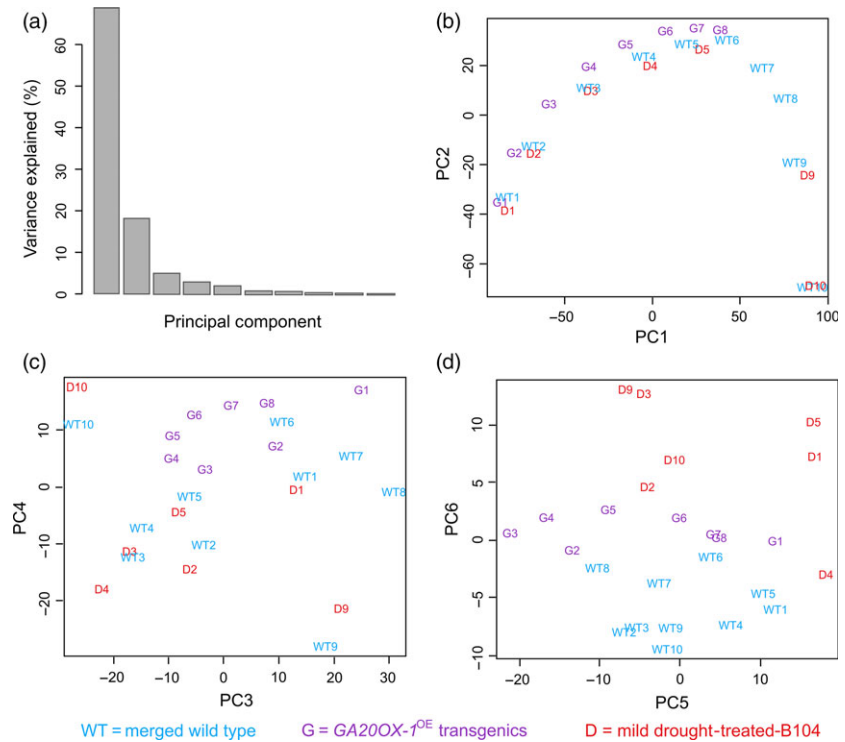 (a)
Variance explained (%)
60
50
40
30
20
10
0
Principal component
(b)
PC2
20
0
−20
−40
−60
G6
G7
G8
G5
WT5
WT6
D5
WT4
D4
G4
WT7
WT3
D3
G3
WT8
WT2
G2
D2
WT9
D9
WT1
G1
D1
D10
WT10
−50
0
50
100
PC1
(c)
PC4
10
0
−10
−20
D10
G1
G7
G8
G6
WT10
WT6
G5
G2
WT7
G4
G3
WT1
WT5
D1
WT8
D5
WT4
WT2
D3
WT3
D2
D4
D9
WT9
−20
−10
0
10
20
30
PC3
(d)
PC6
10
5
0
−5
−10
D9
D3
D5
D10
D1
D2
G3
G4
G5
G6
G7
G8
G1
G2
WT6
WT8
D4
WT7
WT5
WT1
WT2
WT3
WT9
WT4
WT10
−20
−10
0
10
PC5
WT = merged wild type
G = GA20OX-1OE transgenics
D = mild drought-treated-B104